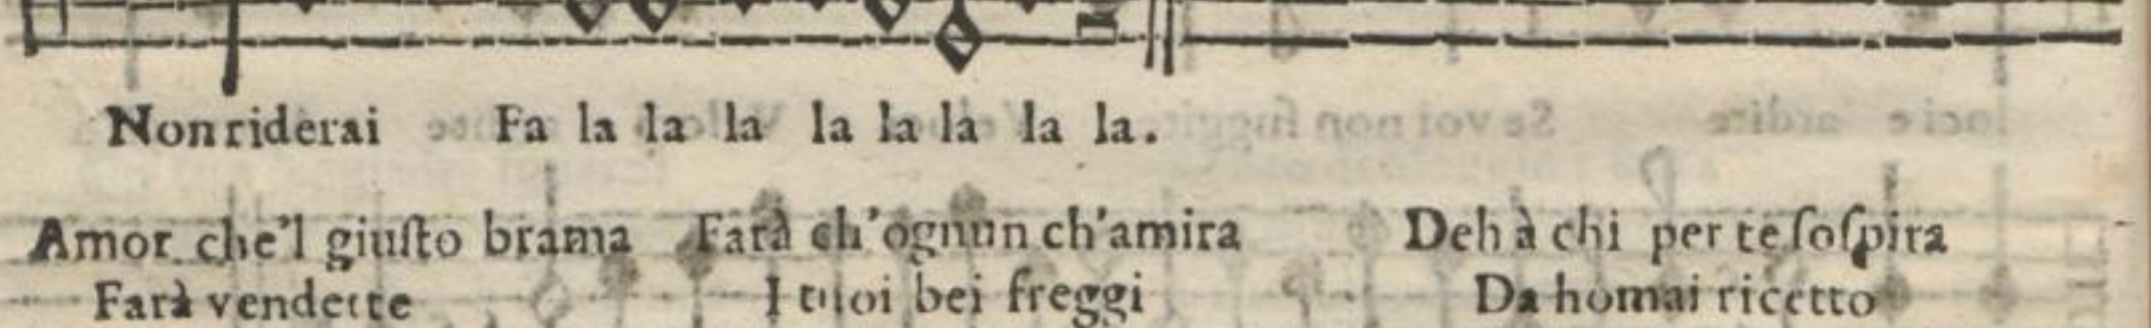 Non riderai Fa la la la la la la la la.
Amor che'l giuſto brama Farà ch'ognun ch'amira Deh à chi per te ſoſpira
Farà vendette I tuoi bei freggi Da homai ricetto